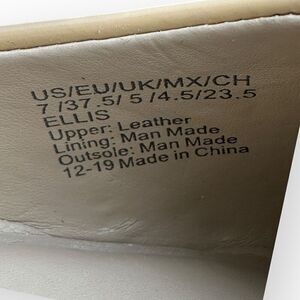 US/EU/UK/MX/CH
7 /37.5/ 5 /4.5/23.5
ELLIS
Upper: Leather
Lining: Man Made
Outsole: Man Made
12-19 Made in China